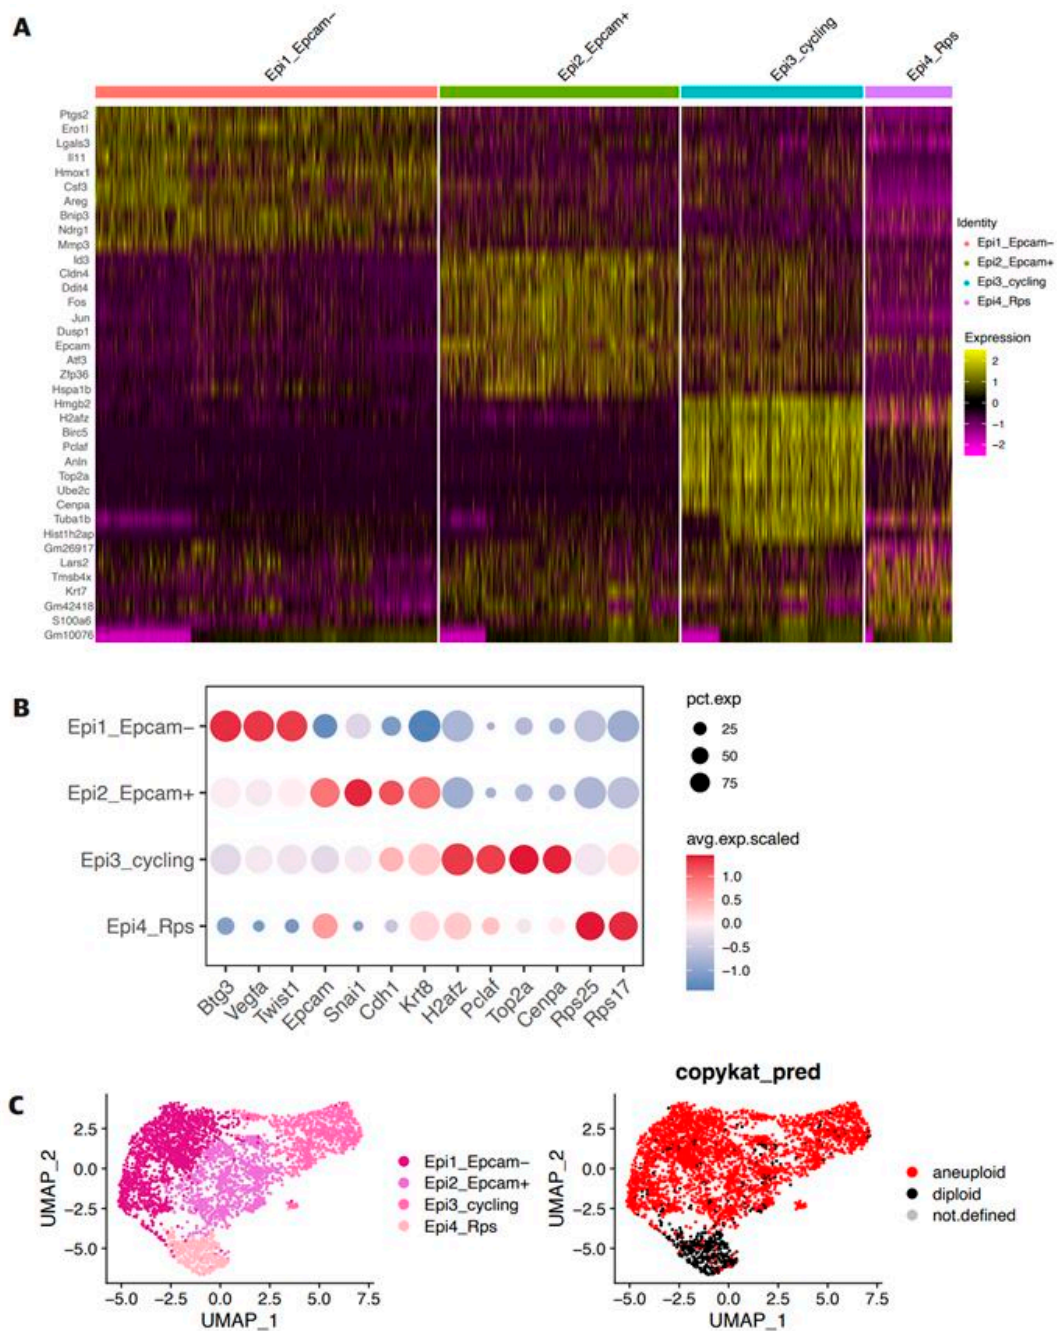 A
Epi1_Epcam−
Epi2_Epcam+
Epi3_cycling
Epi4_Rps
Ptgs2
Ero1l
Lgals3
Il11
Hmox1
Csf3
Areg
Bnip3
Ndrg1
Mmp3
Id3
Cldn4
Ddit4
Fos
Jun
Dusp1
Epcam
Atf3
Zfp36
Hspa1b
Hmgb2
H2afz
Birc5
Pclaf
Anln
Top2a
Ube2c
Cenpa
Tuba1b
Hist1h2ap
Gm26917
Lars2
Tmsb4x
Krt7
Gm42418
S100a6
Gm10076
Identity
Epi1_Epcam−
Epi2_Epcam+
Epi3_cycling
Epi4_Rps
Expression
2
1
0
−1
−2
B
Epi1_Epcam−
Epi2_Epcam+
Epi3_cycling
Epi4_Rps
Btg3
Vegfa
Twist1
Epcam
Snai1
Cdh1
Krt8
H2afz
Pclaf
Top2a
Cenpa
Rps25
Rps17
pct.exp
25
50
75
avg.exp.scaled
1.0
0.5
0.0
−0.5
−1.0
C
UMAP_2
2.5
0.0
−2.5
−5.0
−5.0 −2.5 0.0 2.5 5.0 7.5
UMAP_1
Epi1_Epcam−
Epi2_Epcam+
Epi3_cycling
Epi4_Rps
copykat_pred
UMAP_2
2.5
0.0
−2.5
−5.0
−5.0 −2.5 0.0 2.5 5.0 7.5
UMAP_1
aneuploid
diploid
not.defined